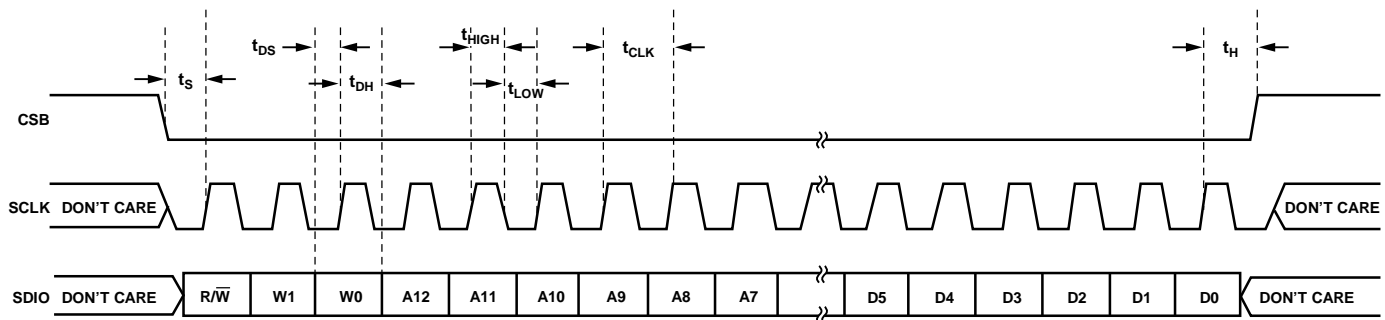 tDS
tHIGH
tCLK
tH
tS
tDH
tLOW
CSB
SCLK DON'T CARE
DON'T CARE
SDIO DON'T CARE R/W̅ W1 W0 A12 A11 A10 A9 A8 A7 D5 D4 D3 D2 D1 D0 DON'T CARE